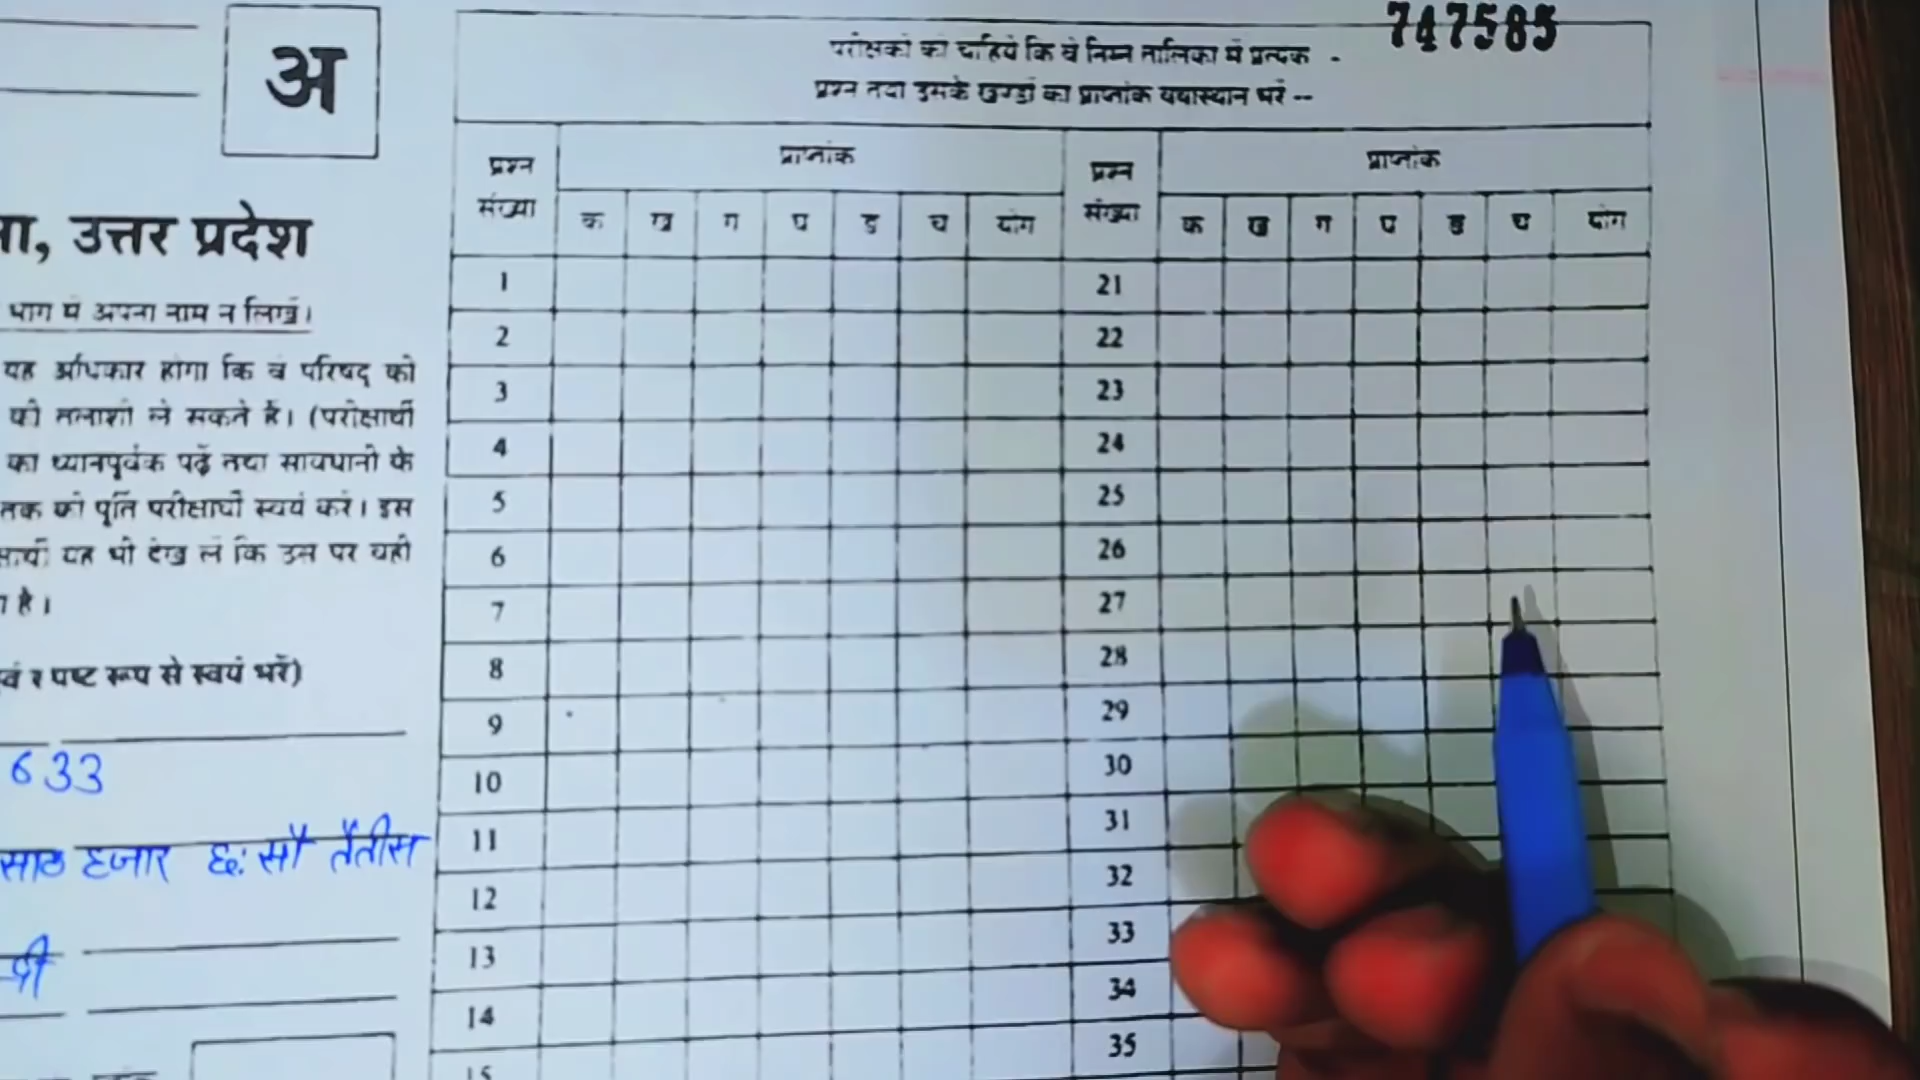 अ
उत्तर प्रदेश
भाग में अपना नाम न लिखें।
यह अधिकार होगा कि वे परिषद् की
की तलाशी ले सकते हैं। (परीक्षार्थी
का ध्यानपूर्वक पढ़ें तथा सावधानी के
तक की पूर्ति परीक्षार्थी स्वयं करें। इस
यह भी देख लें कि उस पर वही
है।
स्पष्ट रूप से स्वयं भरें)
633
साठ हजार छः सौ तैतीस
747585
परीक्षकों को चाहिये कि वे निम्न तालिका में प्रत्येक -
प्रश्न तथा उसके खण्डों का प्राप्तांक यथास्थान भरें --
प्रश्न संख्या प्राप्तांक प्रश्न संख्या प्राप्तांक
क ख ग घ ङ च योग क ख ग घ ङ च योग
1 21
2 22
3 23
4 24
5 25
6 26
7 27
8 28
9 29
10 30
11 31
12 32
13 33
14 34
15 35